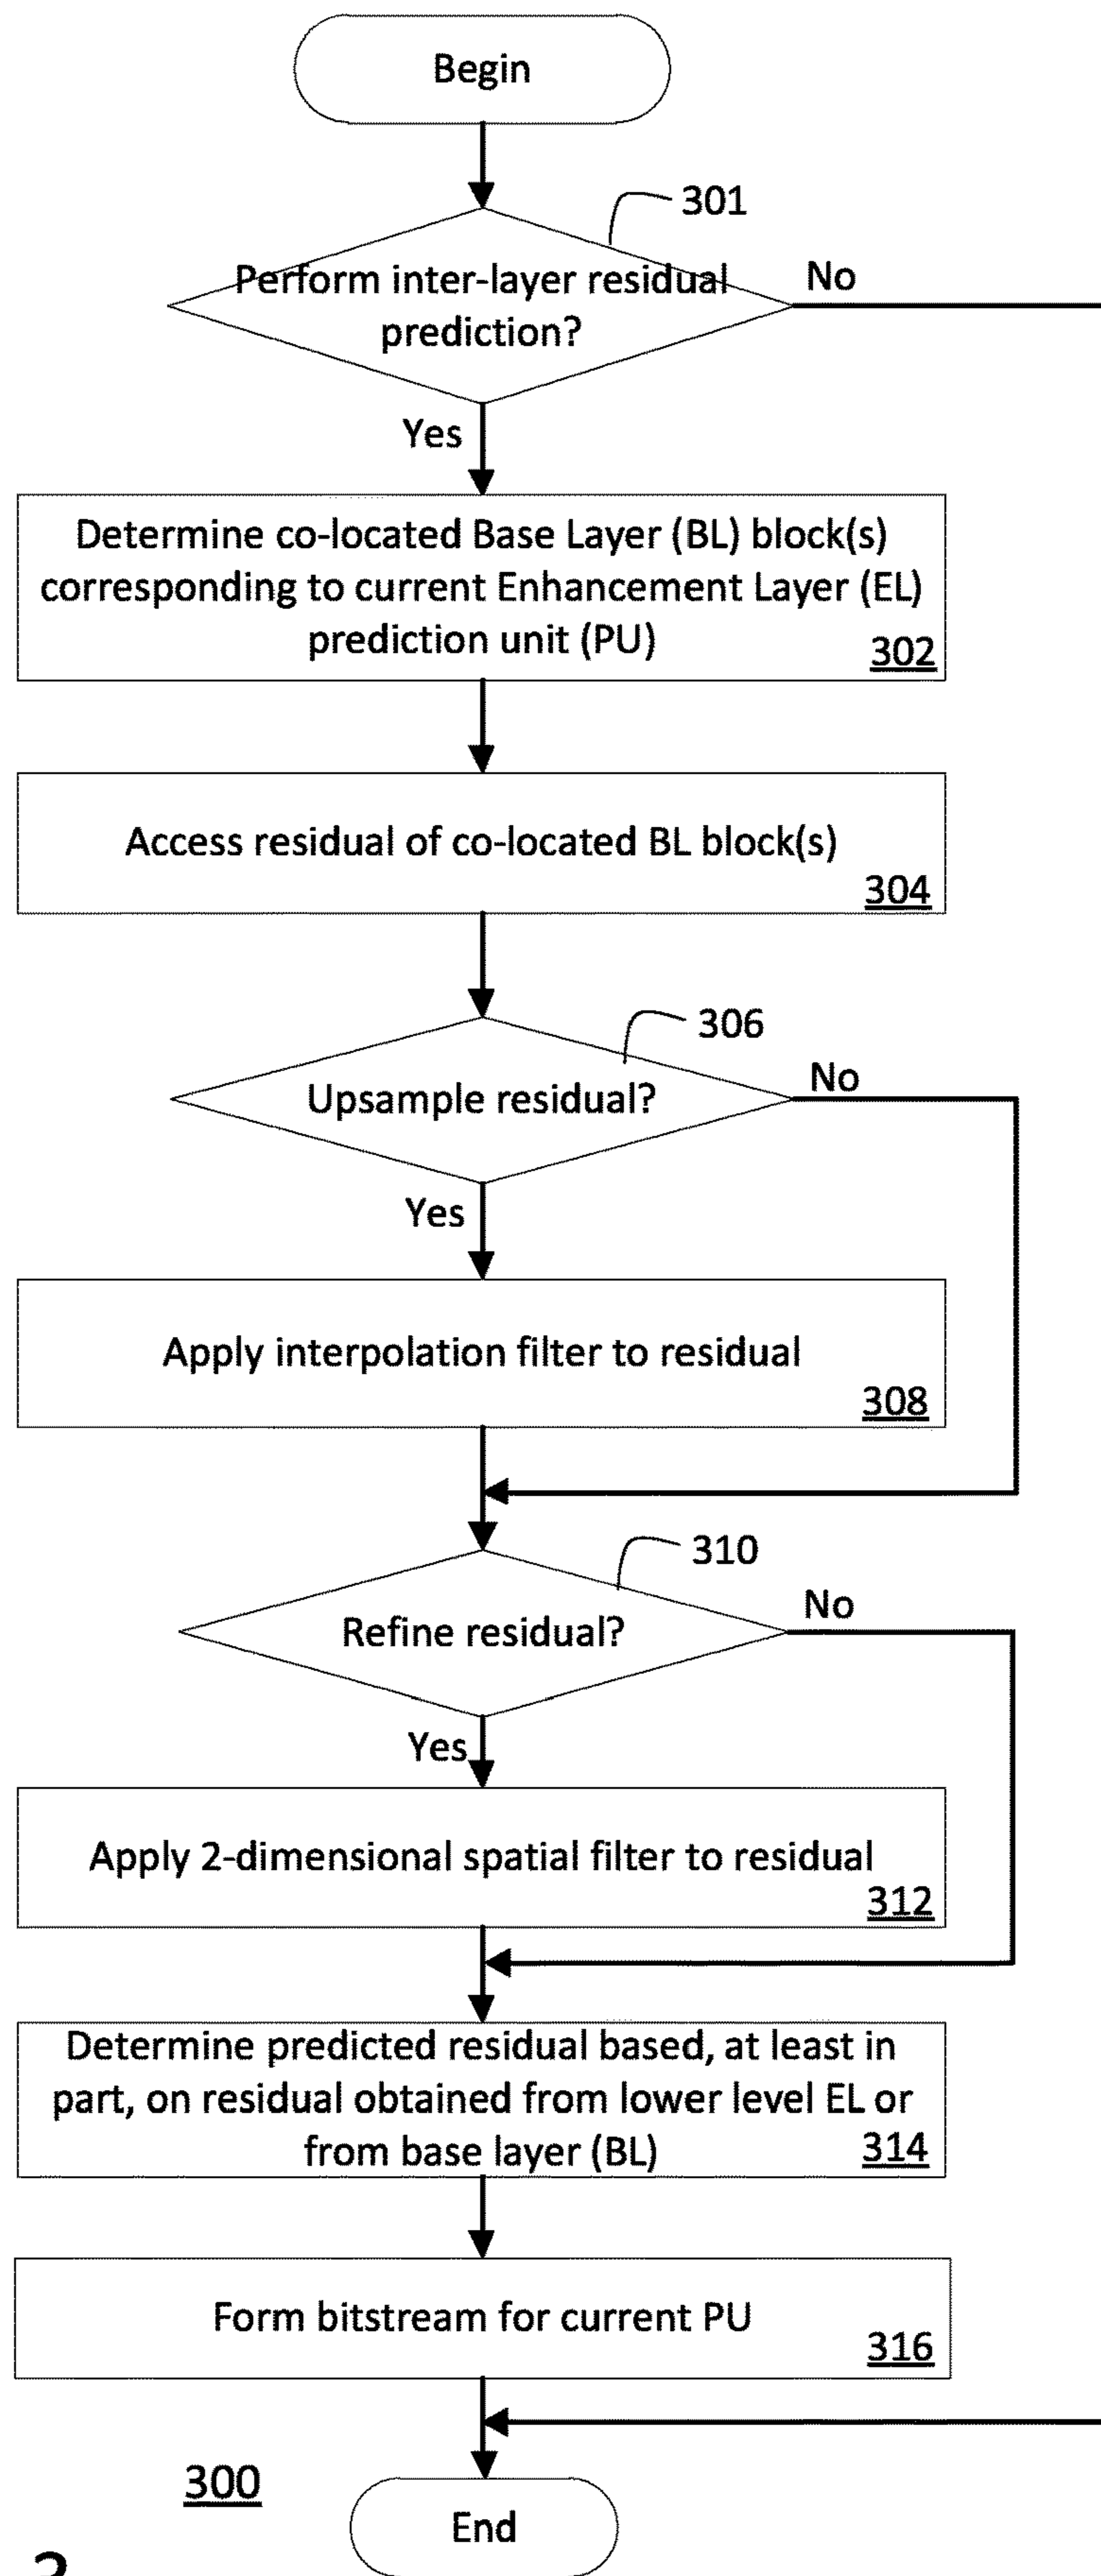 Begin
301
Perform inter-layer residual
prediction?
No
Yes
Determine co-located Base Layer (BL) block(s)
corresponding to current Enhancement Layer (EL)
prediction unit (PU)
302
Access residual of co-located BL block(s)
304
306
Upsample residual?
No
Yes
Apply interpolation filter to residual
308
310
Refine residual?
No
Yes
Apply 2-dimensional spatial filter to residual
312
Determine predicted residual based, at least in
part, on residual obtained from lower level EL or
from base layer (BL)
314
Form bitstream for current PU
316
300
End